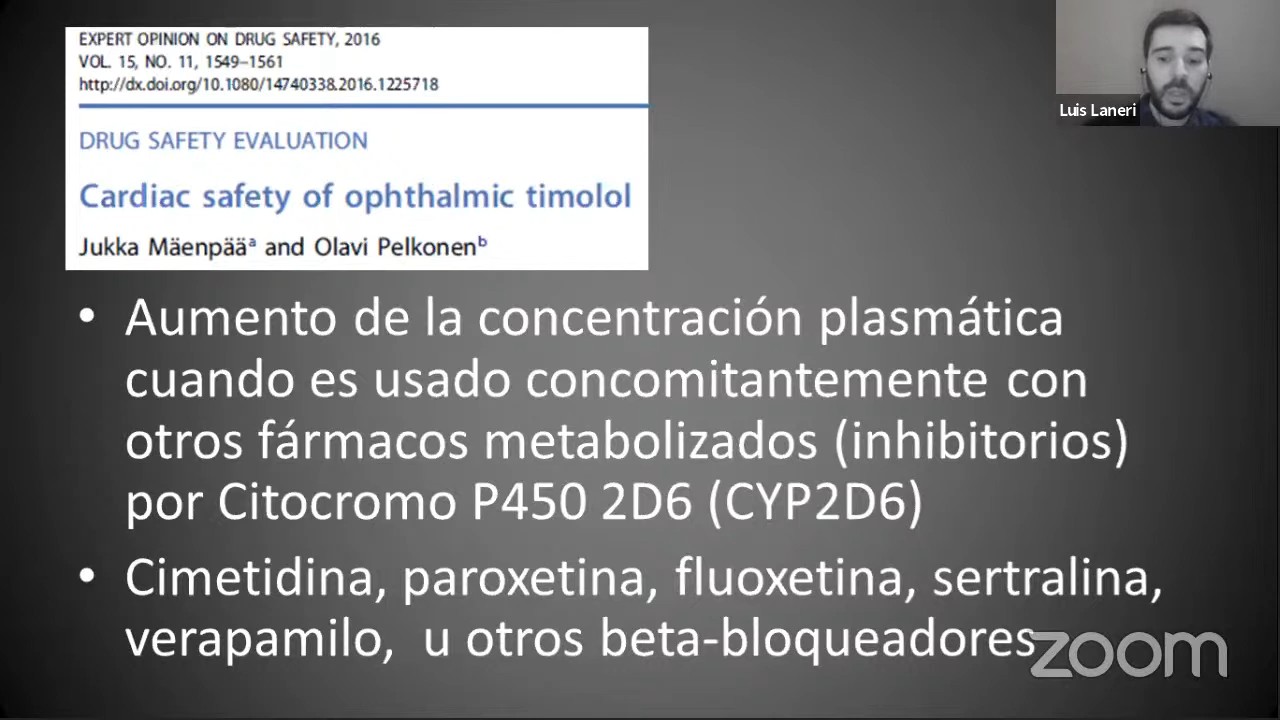 EXPERT OPINION ON DRUG SAFETY, 2016
VOL. 15, NO. 11, 1549–1561
http://dx.doi.org/10.1080/14740338.2016.1225718
DRUG SAFETY EVALUATION
Cardiac safety of ophthalmic timolol
Jukka Mäenpääᵃ and Olavi Pelkonenᵇ
Luis Laneri
• Aumento de la concentración plasmática
cuando es usado concomitantemente con
otros fármacos metabolizados (inhibitorios)
por Citocromo P450 2D6 (CYP2D6)
• Cimetidina, paroxetina, fluoxetina, sertralina,
verapamilo, u otros beta-bloqueadores
zoom